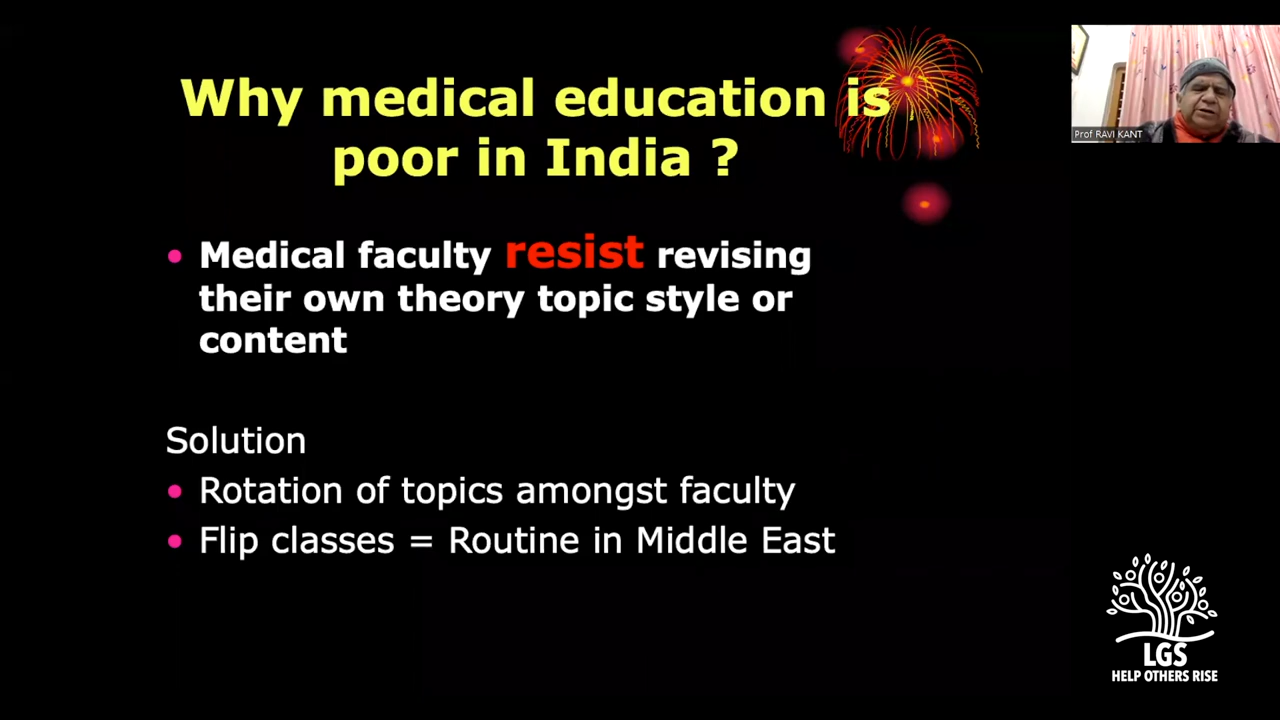 Why medical education is
poor in India ?
Prof RAVI KANT
• Medical faculty resist revising
their own theory topic style or
content
Solution
• Rotation of topics amongst faculty
• Flip classes = Routine in Middle East
LGS
HELP OTHERS RISE